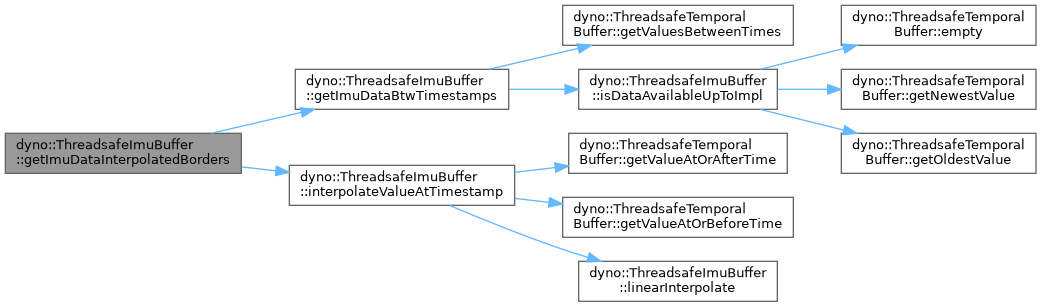 dyno::ThreadsafeImuBuffer
::getImuDataInterpolatedBorders
dyno::ThreadsafeImuBuffer
::getImuDataBtwTimestamps
dyno::ThreadsafeTemporal
Buffer::getValuesBetweenTimes
dyno::ThreadsafeImuBuffer
::isDataAvailableUpToImpl
dyno::ThreadsafeTemporal
Buffer::empty
dyno::ThreadsafeTemporal
Buffer::getNewestValue
dyno::ThreadsafeTemporal
Buffer::getOldestValue
dyno::ThreadsafeImuBuffer
::interpolateValueAtTimestamp
dyno::ThreadsafeTemporal
Buffer::getValueAtOrAfterTime
dyno::ThreadsafeTemporal
Buffer::getValueAtOrBeforeTime
dyno::ThreadsafeImuBuffer
::linearInterpolate